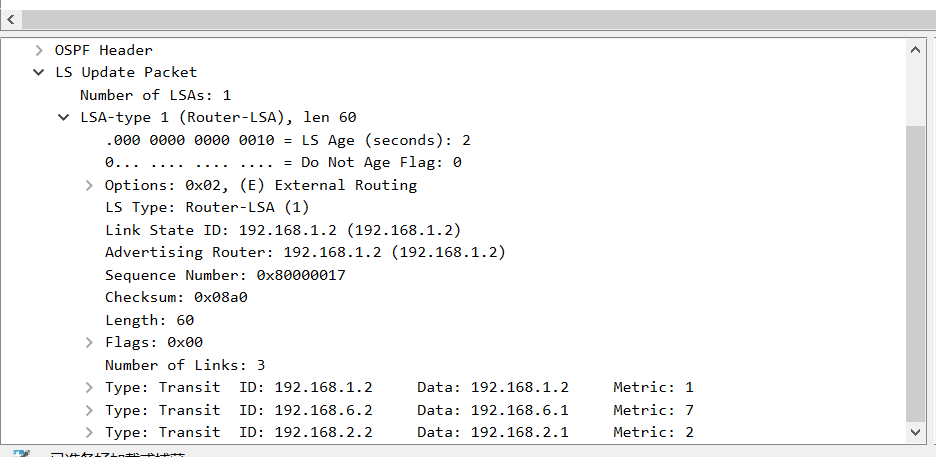 OSPF Header
LS Update Packet
Number of LSAs: 1
LSA-type 1 (Router-LSA), len 60
.000 0000 0000 0010 = LS Age (seconds): 2
0... .... .... .... = Do Not Age Flag: 0
Options: 0x02, (E) External Routing
LS Type: Router-LSA (1)
Link State ID: 192.168.1.2 (192.168.1.2)
Advertising Router: 192.168.1.2 (192.168.1.2)
Sequence Number: 0x80000017
Checksum: 0x08a0
Length: 60
Flags: 0x00
Number of Links: 3
Type: Transit  ID: 192.168.1.2     Data: 192.168.1.2     Metric: 1
Type: Transit  ID: 192.168.6.2     Data: 192.168.6.1     Metric: 7
Type: Transit  ID: 192.168.2.2     Data: 192.168.2.1     Metric: 2